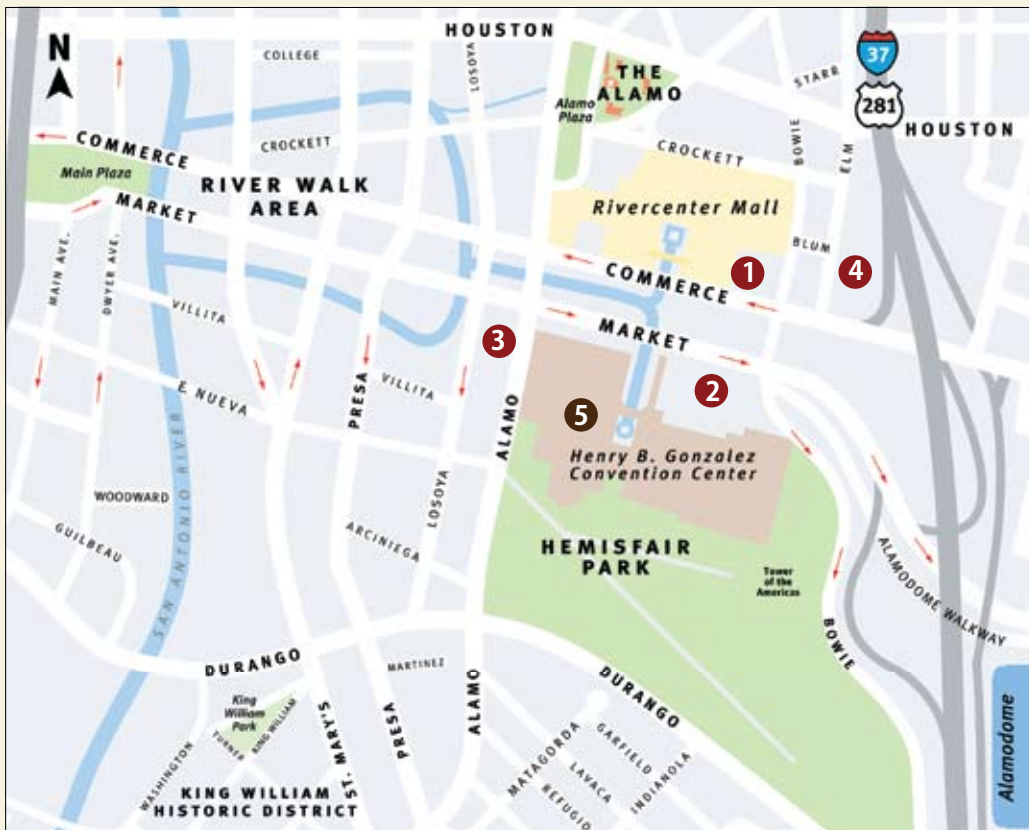 N
HOUSTON
COLLEGE
LOSOYA
THE
ALAMO
Alamo
Plaza
STARR
37
281
HOUSTON
COMMERCE
CROCKETT
CROCKETT
BOWIE
ELM
Main Plaza
RIVER WALK
AREA
MARKET
Rivercenter Mall
BLUM
MAIN AVE.
DWYER AVE.
COMMERCE
1
4
VILLITA
MARKET
3
PRESA
VILLITA
2
E. NUEVA
ALAMO
5
Henry B. Gonzalez
Convention Center
SAN ANTONIO RIVER
WOODWARD
LOSOYA
GUILBEAU
ARCINIEGA
HEMISFAIR
PARK
Tower
of the
Americas
ALAMODOME WALKWAY
BOWIE
DURANGO
MARTINEZ
ALAMO
DURANGO
King
William
Park
TURNER
KING WILLIAM
WASHINGTON
ST. MARY'S
PRESA
MATAGORDA
GARFIELD
LAVACA
REFUGIO
INDIANOLA
Alamodome
KING WILLIAM
HISTORIC DISTRICT